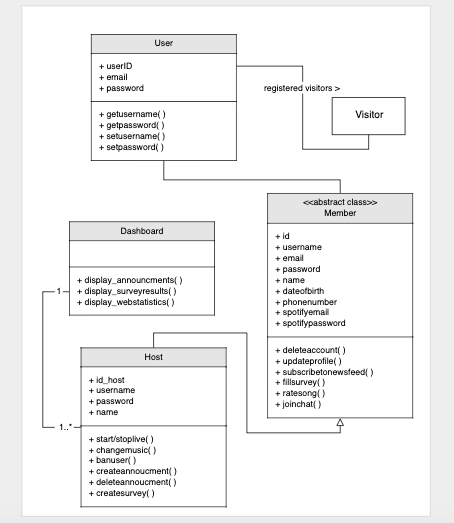 User
+ userID
+ email
+ password
+ getusername( )
+ getpassword( )
+ setusername( )
+ setpassword( )
registered visitors >
Visitor
<<abstract class>>
Member
+ id
+ username
+ email
+ password
+ name
+ dateofbirth
+ phonenumber
+ spotifyemail
+ spotifypassword
+ deleteaccount( )
+ updateprofile( )
+ subscribetonewsfeed( )
+ fillsurvey( )
+ ratesong( )
+ joinchat( )
Dashboard
+ display_announcments( )
+ display_surveyresults( )
+ display_webstatistics( )
1
1..*
Host
+ id_host
+ username
+ password
+ name
+ start/stoplive( )
+ changemusic( )
+ banuser( )
+ createannoucment( )
+ deleteannoucment( )
+ createsurvey( )